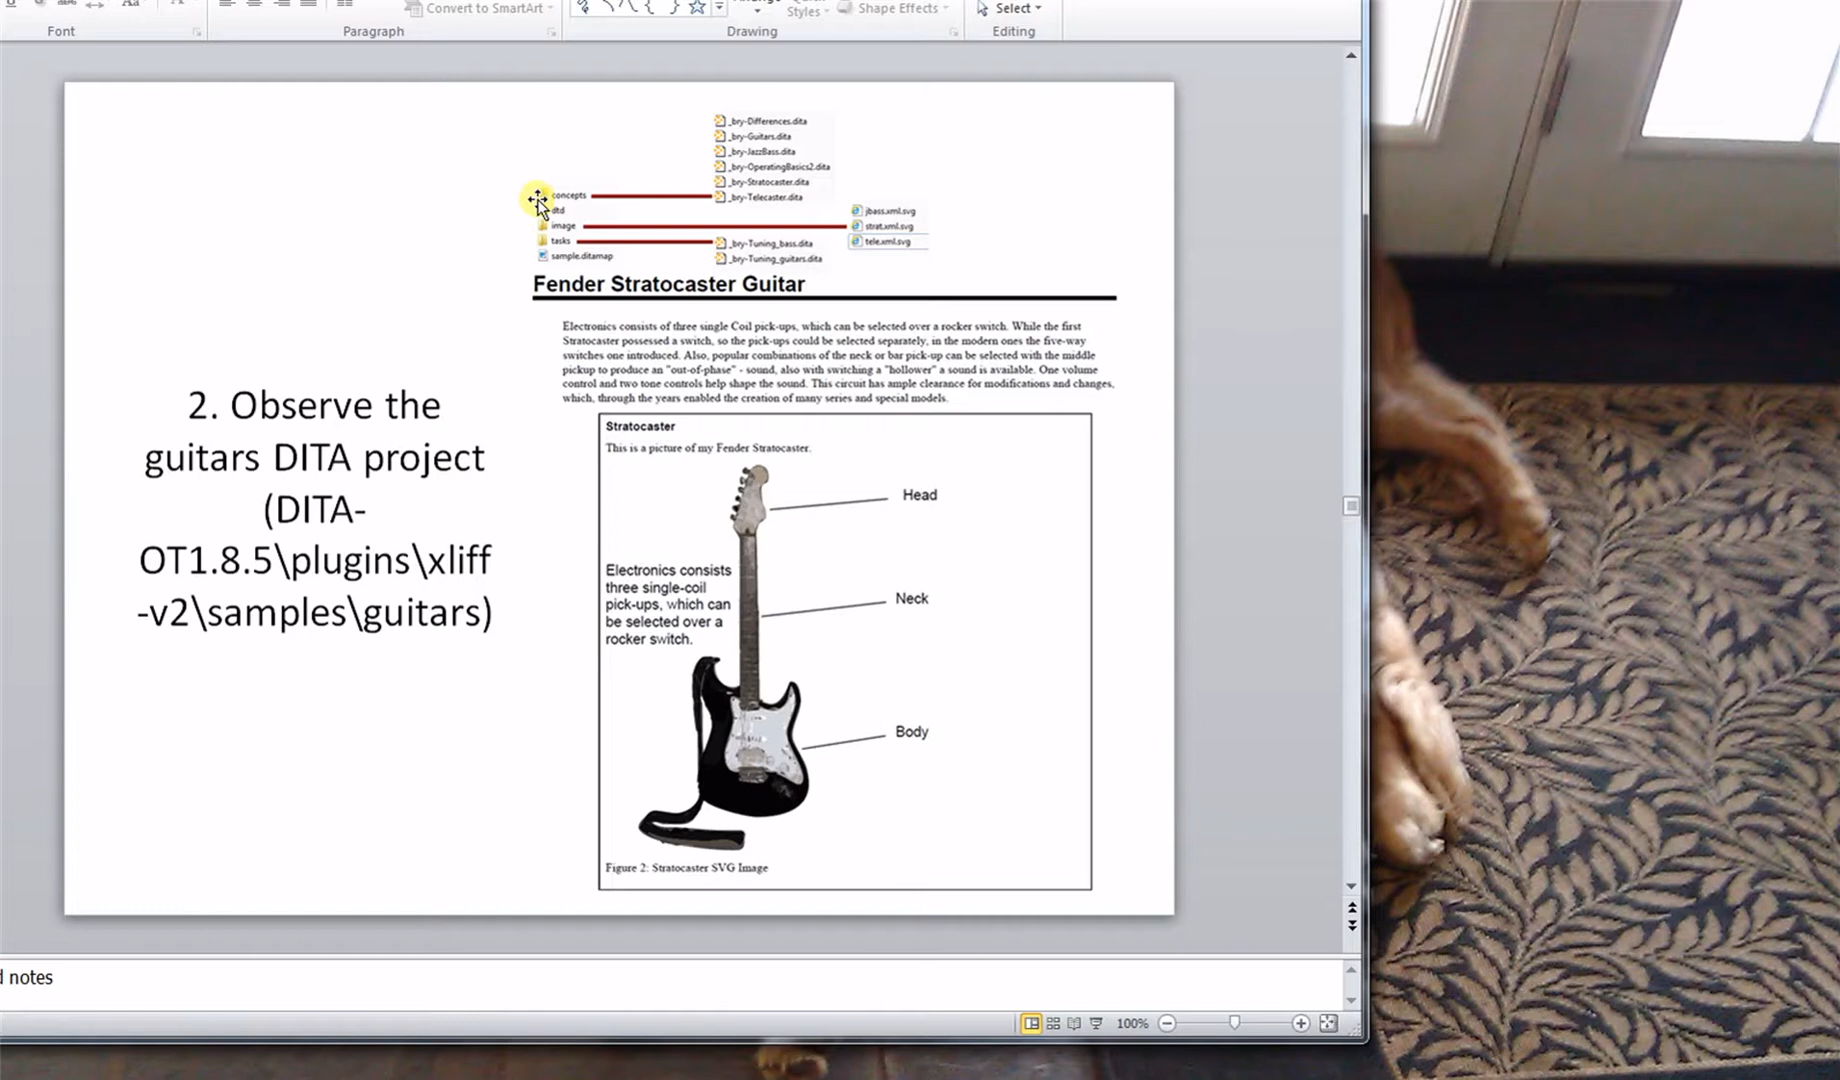 Convert to SmartArt
Styles
Shape Effects
Select
Font
Paragraph
Drawing
Editing
_bry-Differences.dita
_bry-Guitars.dita
_bry-JazzBass.dita
_bry-OperatingBasics2.dita
_bry-Stratocaster.dita
concepts
_bry-Telecaster.dita
dtd
jbass.xml.svg
image
strat.xml.svg
tasks
_bry-Tuning_bass.dita
tele.xml.svg
sample.ditamap
_bry-Tuning_guitars.dita
Fender Stratocaster Guitar
Electronics consists of three single Coil pick-ups, which can be selected over a rocker switch. While the first
Stratocaster possessed a switch, so the pick-ups could be selected separately, in the modern ones the five-way
switches one introduced. Also, popular combinations of the neck or bar pick-up can be selected with the middle
pickup to produce an "out-of-phase" - sound, also with switching a "hollower" a sound is available. One volume
control and two tone controls help shape the sound. This circuit has ample clearance for modifications and changes,
which, through the years enabled the creation of many series and special models.
2. Observe the
guitars DITA project
(DITA-
OT1.8.5\plugins\xliff
-v2\samples\guitars)
Stratocaster
This is a picture of my Fender Stratocaster.
Head
Electronics consists
three single-coil
pick-ups, which can
be selected over a
rocker switch.
Neck
Body
Figure 2: Stratocaster SVG Image
d notes
100%